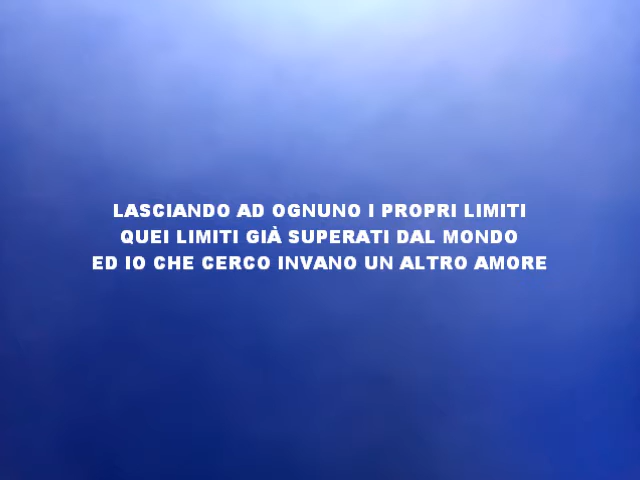 LASCIANDO AD OGNUNO I PROPRI LIMITI
QUEI LIMITI GIÀ SUPERATI DAL MONDO
ED IO CHE CERCO INVANO UN ALTRO AMORE